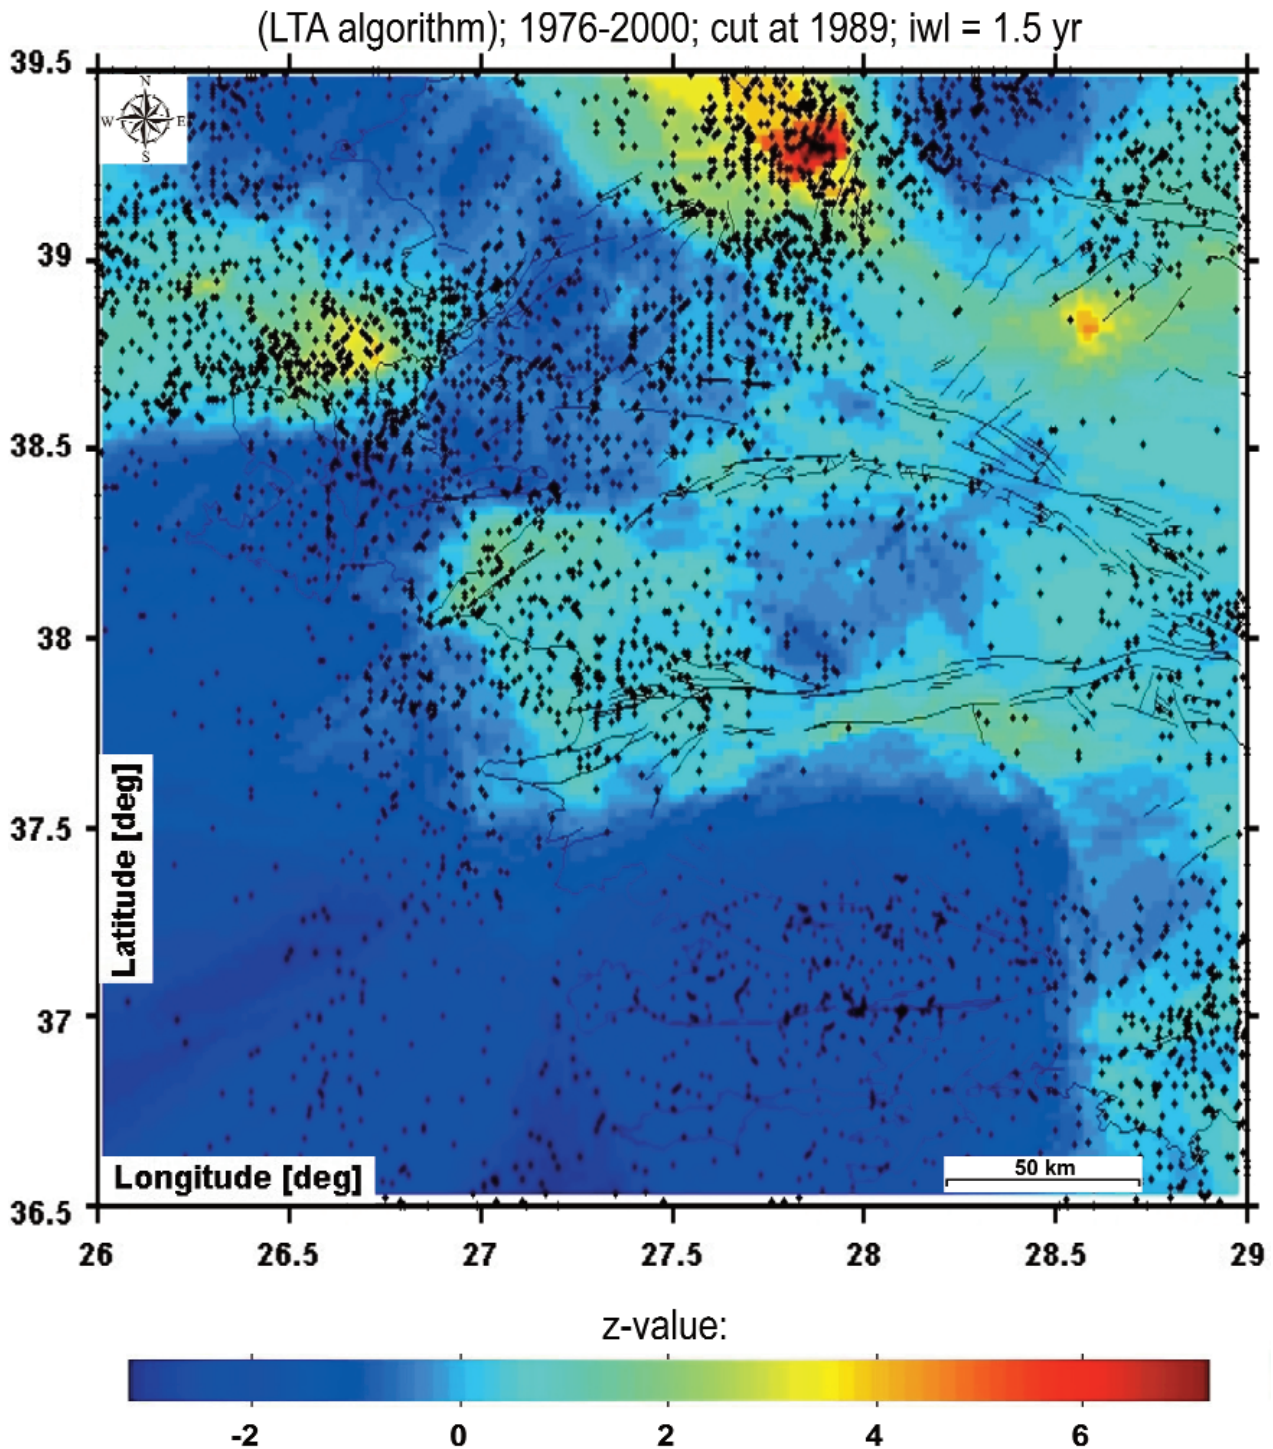 (LTA algorithm); 1976-2000; cut at 1989; iwl = 1.5 yr
39.5
N
W E
S
39
38.5
38
37.5
37
36.5
Latitude [deg]
Longitude [deg]
50 km
26 26.5 27 27.5 28 28.5 29
z-value:
-2 0 2 4 6